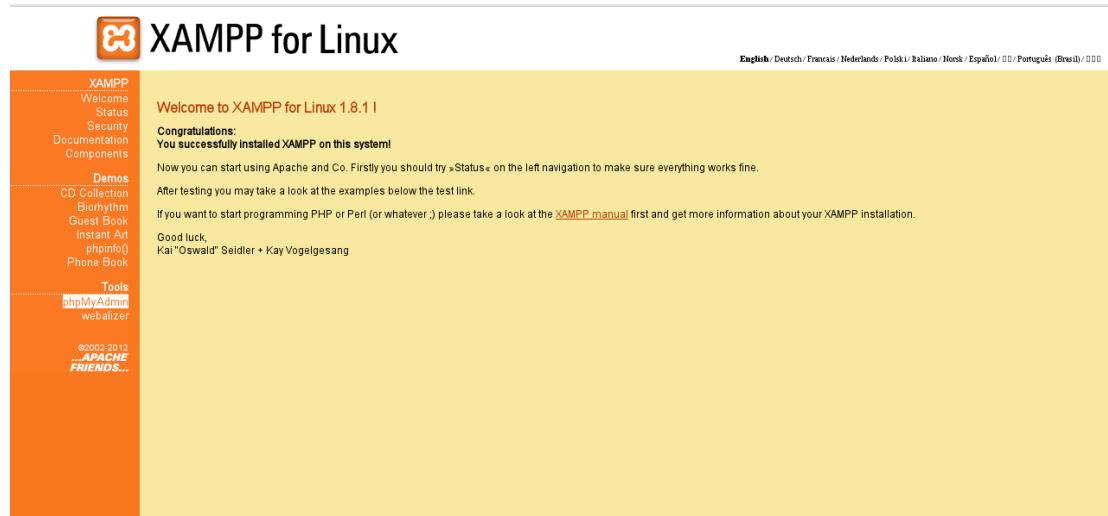 XAMPP for Linux
English / Deutsch / Francais / Nederlands / Polski / Italiano / Norsk / Español / / Português (Brasil) /
XAMPP
Welcome
Status
Security
Documentation
Components
Demos
CD Collection
Biorhythm
Guest Book
Instant Art
phpinfo()
Phone Book
Tools
phpMyAdmin
webalizer
©2002-2012
...APACHE
FRIENDS...
Welcome to XAMPP for Linux 1.8.1 !
Congratulations:
You successfully installed XAMPP on this system!
Now you can start using Apache and Co. Firstly you should try »Status« on the left navigation to make sure everything works fine.
After testing you may take a look at the examples below the test link.
If you want to start programming PHP or Perl (or whatever ;) please take a look at the XAMPP manual first and get more information about your XAMPP installation.
Good luck,
Kai "Oswald" Seidler + Kay Vogelgesang